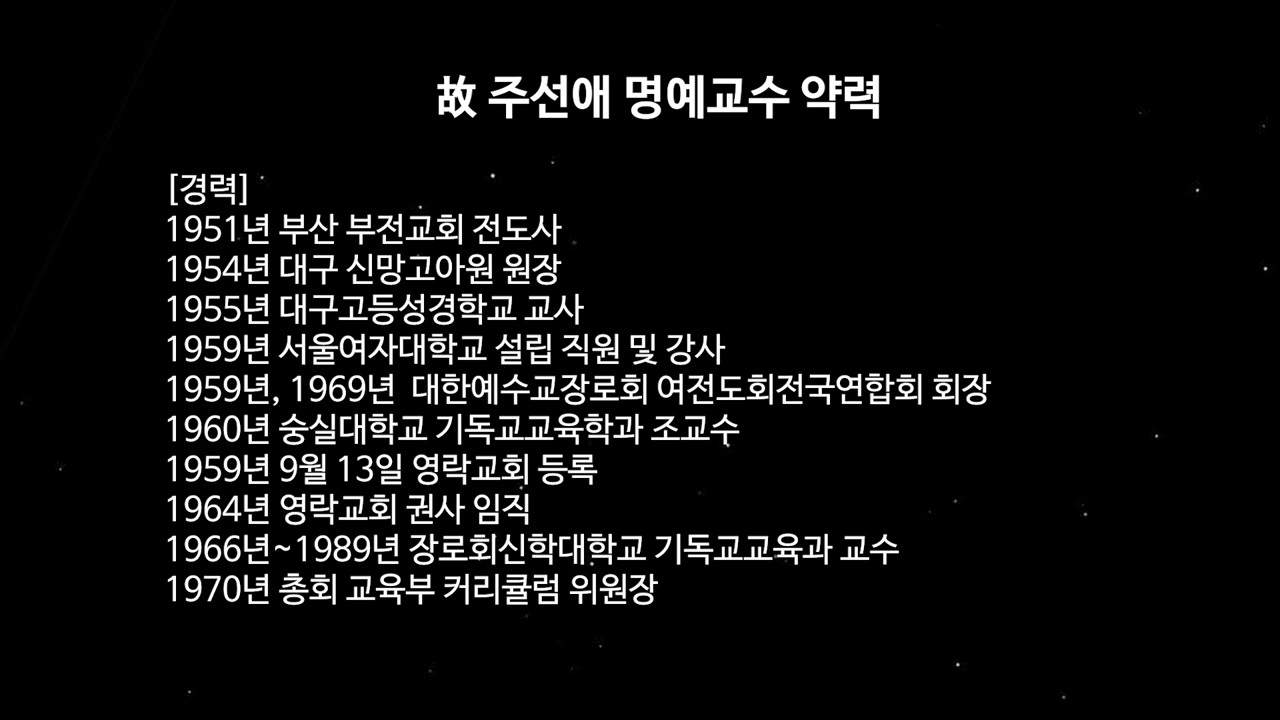 故 주선애 명예교수 약력
[경력]
1951년 부산 부전교회 전도사
1954년 대구 신망고아원 원장
1955년 대구고등성경학교 교사
1959년 서울여자대학교 설립 직원 및 강사
1959년, 1969년 대한예수교장로회 여전도회전국연합회 회장
1960년 숭실대학교 기독교교육학과 조교수
1959년 9월 13일 영락교회 등록
1964년 영락교회 권사 임직
1966년~1989년 장로회신학대학교 기독교교육과 교수
1970년 총회 교육부 커리큘럼 위원장